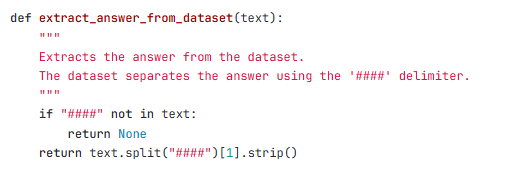 def extract_answer_from_dataset(text):
    """
    Extracts the answer from the dataset.
    The dataset separates the answer using the '####' delimiter.
    """
    if "####" not in text:
        return None
    return text.split("####")[1].strip()